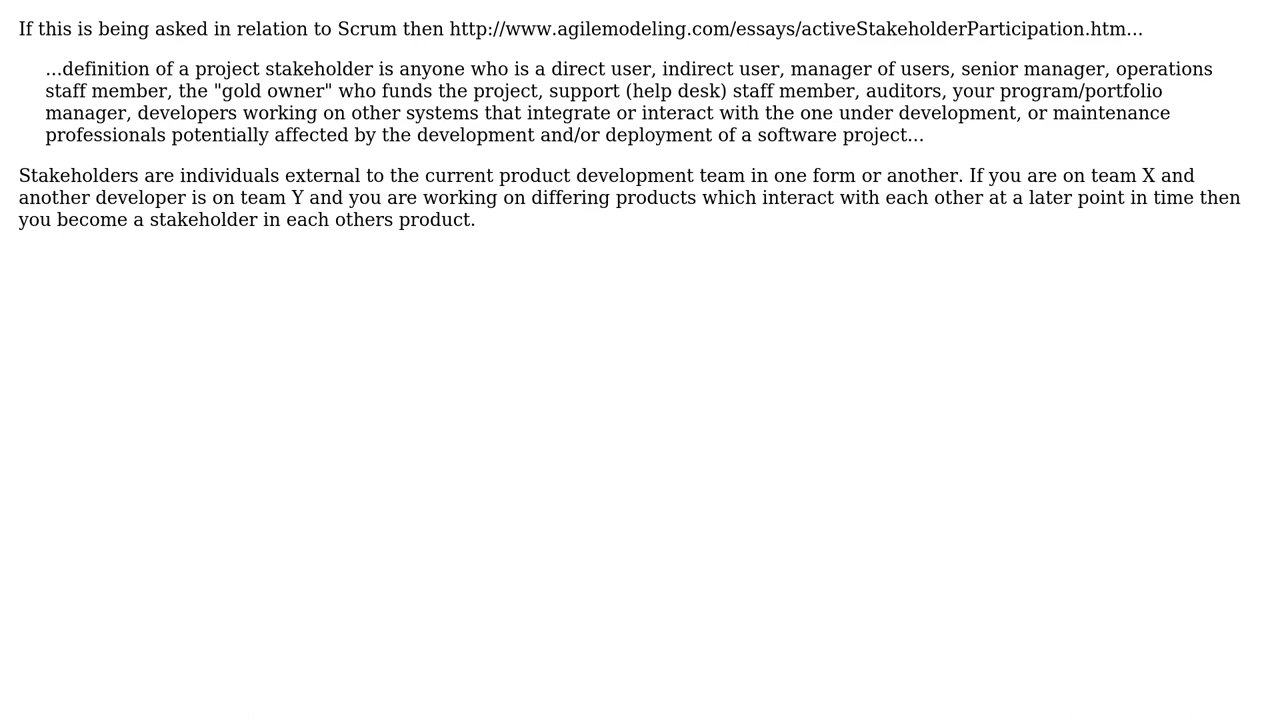 If this is being asked in relation to Scrum then http://www.agilemodeling.com/essays/activeStakeholderParticipation.htm...
...definition of a project stakeholder is anyone who is a direct user, indirect user, manager of users, senior manager, operations
staff member, the "gold owner" who funds the project, support (help desk) staff member, auditors, your program/portfolio
manager, developers working on other systems that integrate or interact with the one under development, or maintenance
professionals potentially affected by the development and/or deployment of a software project...
Stakeholders are individuals external to the current product development team in one form or another. If you are on team X and
another developer is on team Y and you are working on differing products which interact with each other at a later point in time then
you become a stakeholder in each others product.